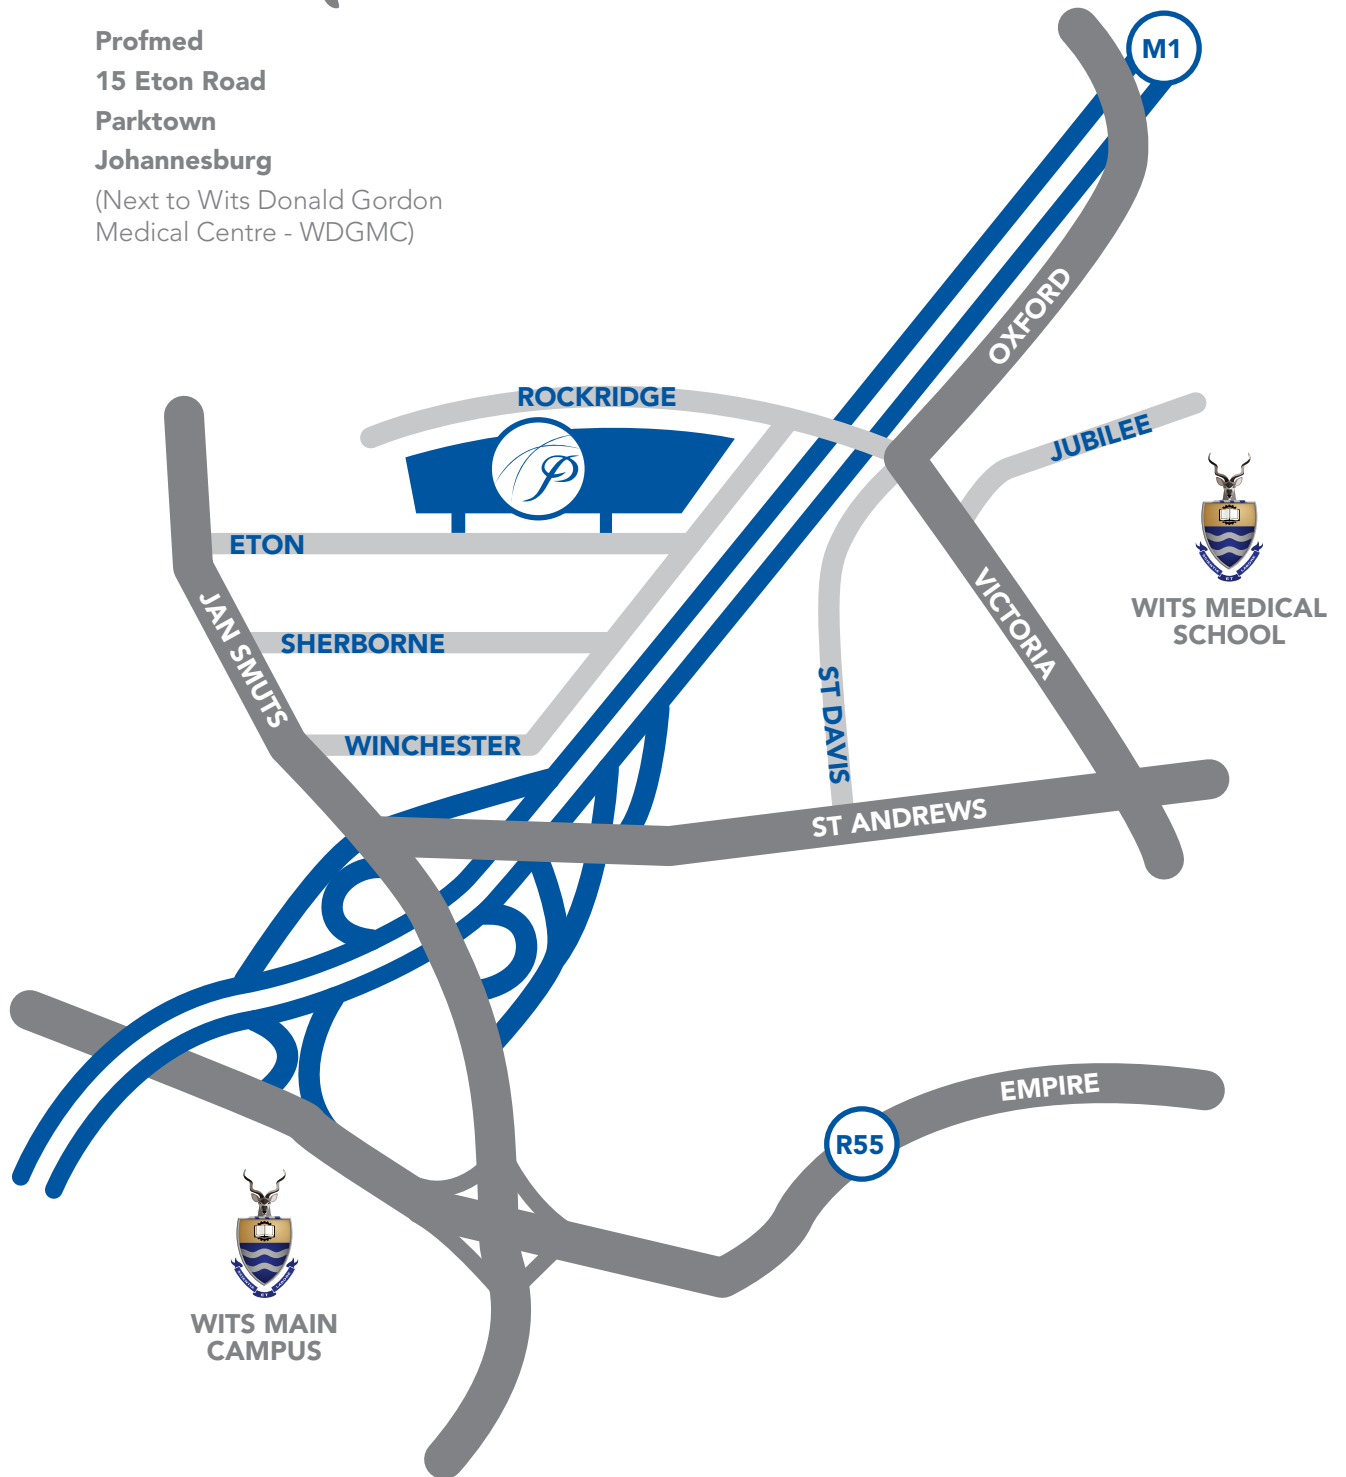 Profmed
15 Eton Road
Parktown
Johannesburg
(Next to Wits Donald Gordon
Medical Centre - WDGMC)
M1
OXFORD
ROCKRIDGE
JUBILEE
P
ETON
VICTORIA
WITS MEDICAL
SCHOOL
JAN SMUTS
SHERBORNE
ST DAVIS
WINCHESTER
ST ANDREWS
EMPIRE
R55
WITS MAIN
CAMPUS